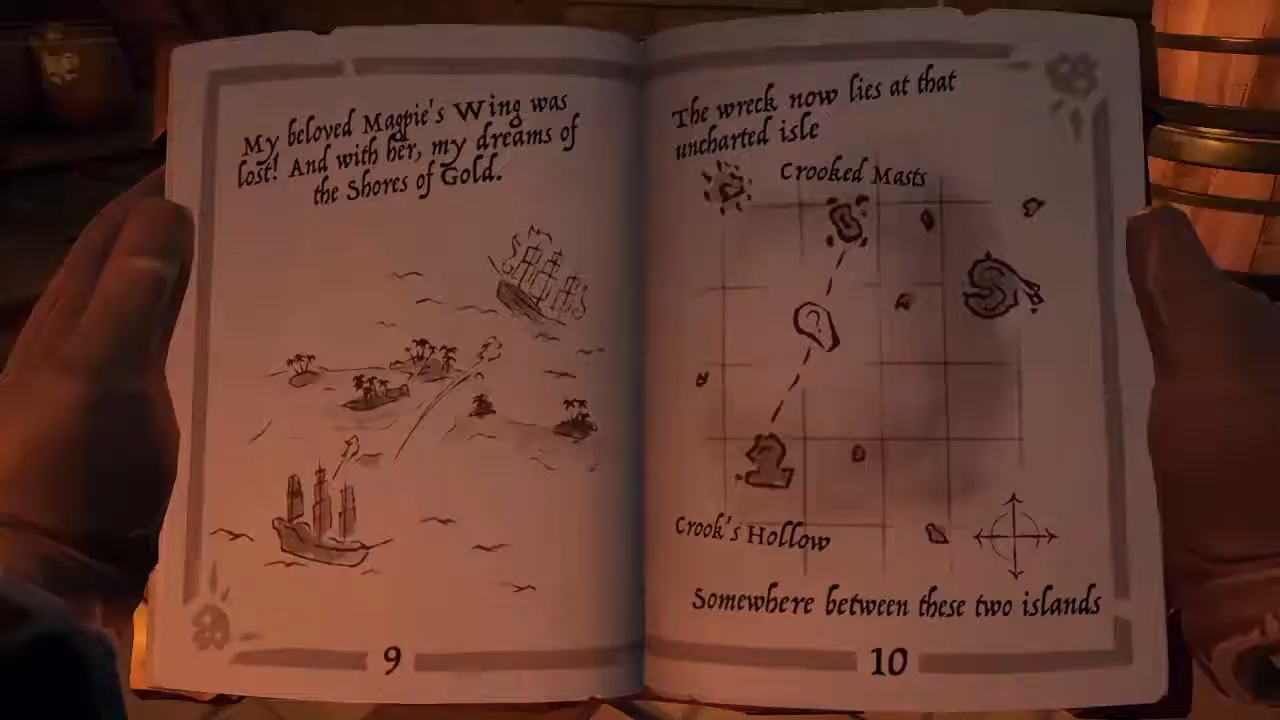 My beloved Magpie's Wing was
lost! And with her, my dreams of
the Shores of Gold.
9
The wreck now lies at that
uncharted isle
Crooked Masts
?
Crook's Hollow
Somewhere between these two islands
10